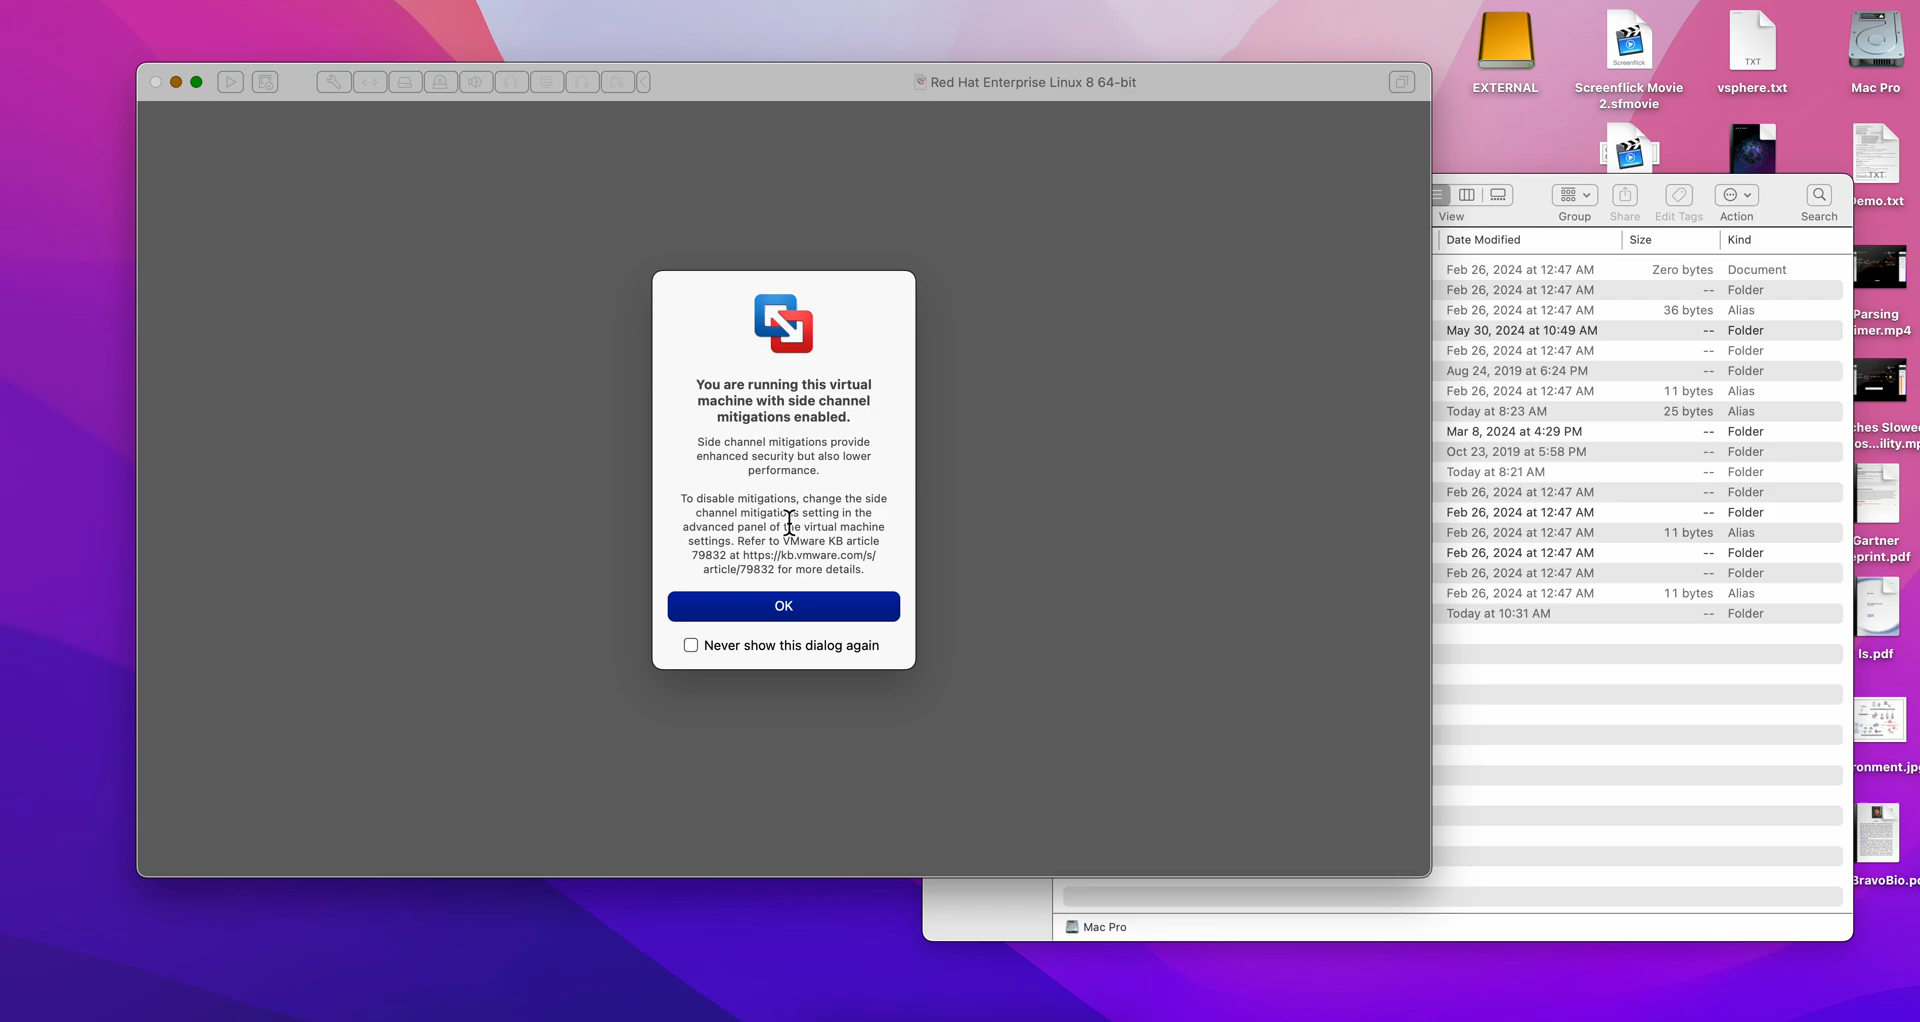 Red Hat Enterprise Linux 8 64-bit
You are running this virtual
machine with side channel
mitigations enabled.
Side channel mitigations provide
enhanced security but also lower
performance.
To disable mitigations, change the side
channel mitigations setting in the
advanced panel of the virtual machine
settings. Refer to VMware KB article
79832 at https://kb.vmware.com/s/
article/79832 for more details.
OK
Never show this dialog again
EXTERNAL
Screenflick
Screenflick Movie
2.sfmovie
TXT
vsphere.txt
Mac Pro
TXT
Demo.txt
View
Group
Share
Edit Tags
Action
Search
Date Modified Size Kind
Feb 26, 2024 at 12:47 AM Zero bytes Document
Feb 26, 2024 at 12:47 AM -- Folder
Feb 26, 2024 at 12:47 AM 36 bytes Alias
May 30, 2024 at 10:49 AM -- Folder
Feb 26, 2024 at 12:47 AM -- Folder
Aug 24, 2019 at 6:24 PM -- Folder
Feb 26, 2024 at 12:47 AM 11 bytes Alias
Today at 8:23 AM 25 bytes Alias
Mar 8, 2024 at 4:29 PM -- Folder
Oct 23, 2019 at 5:58 PM -- Folder
Today at 8:21 AM -- Folder
Feb 26, 2024 at 12:47 AM -- Folder
Feb 26, 2024 at 12:47 AM -- Folder
Feb 26, 2024 at 12:47 AM 11 bytes Alias
Feb 26, 2024 at 12:47 AM -- Folder
Feb 26, 2024 at 12:47 AM -- Folder
Feb 26, 2024 at 12:47 AM 11 bytes Alias
Today at 10:31 AM -- Folder
Mac Pro
Parsing
imer.mp4
ches Slowe
os...ility.mp
Gartner
eprint.pdf
ls.pdf
ronment.jpg
BravoBio.pd